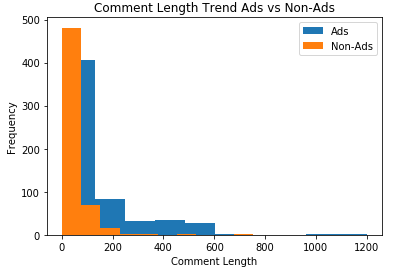 Comment Length Trend Ads vs Non-Ads
500
400
300
200
100
0
Frequency
Ads
Non-Ads
0 200 400 600 800 1000 1200
Comment Length